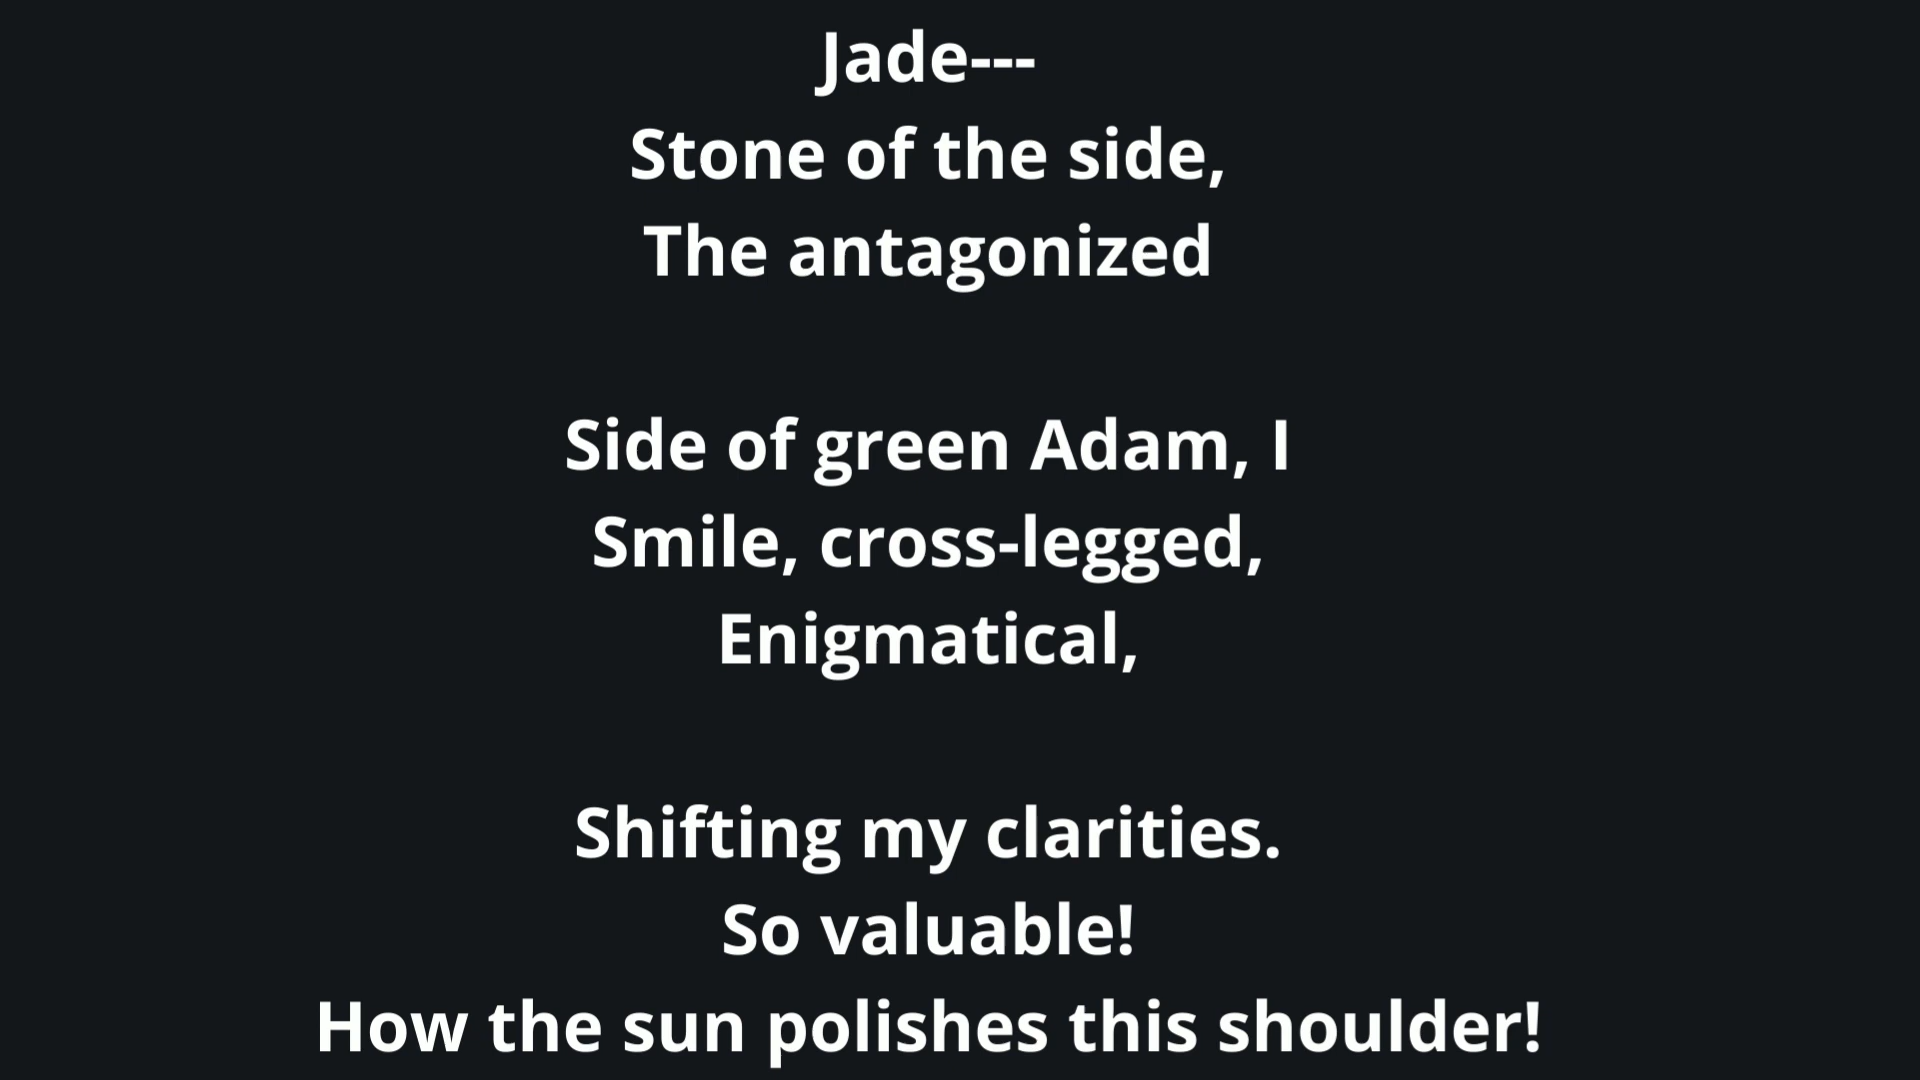 Jade---
Stone of the side,
The antagonized
Side of green Adam, I
Smile, cross-legged,
Enigmatical,
Shifting my clarities.
So valuable!
How the sun polishes this shoulder!